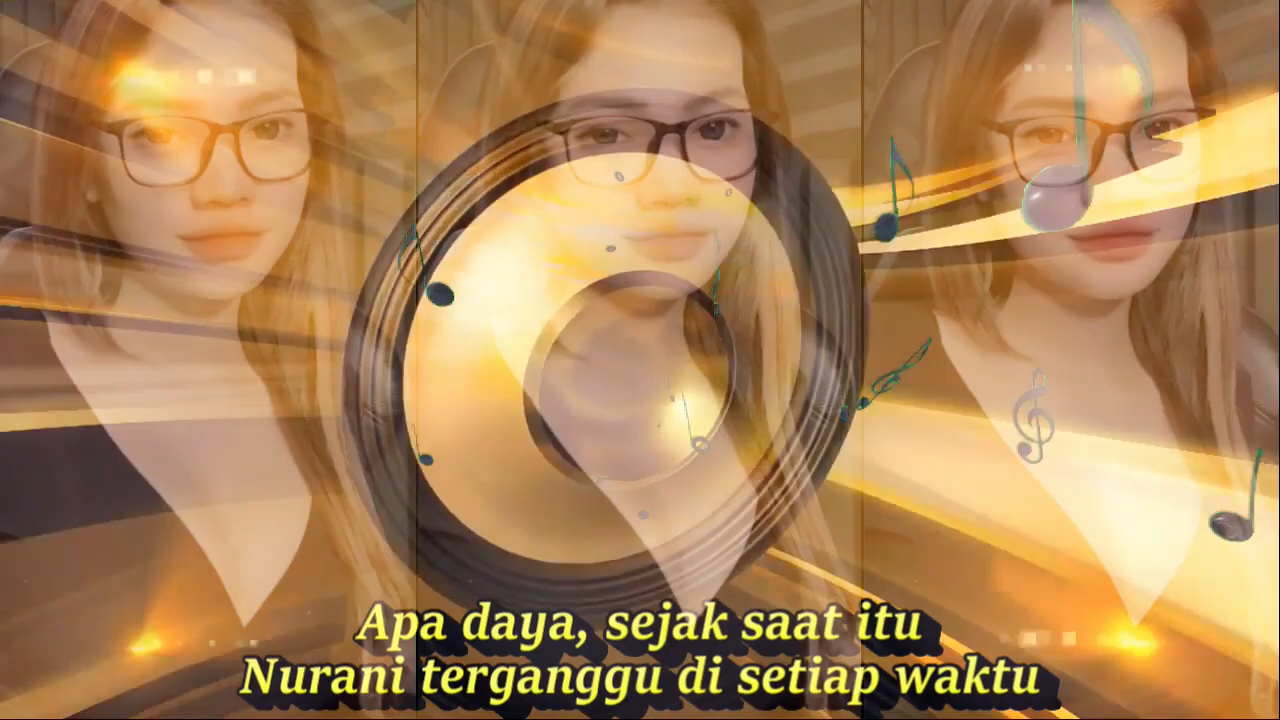 Apa daya, sejak saat itu
Nurani terganggu di setiap waktu